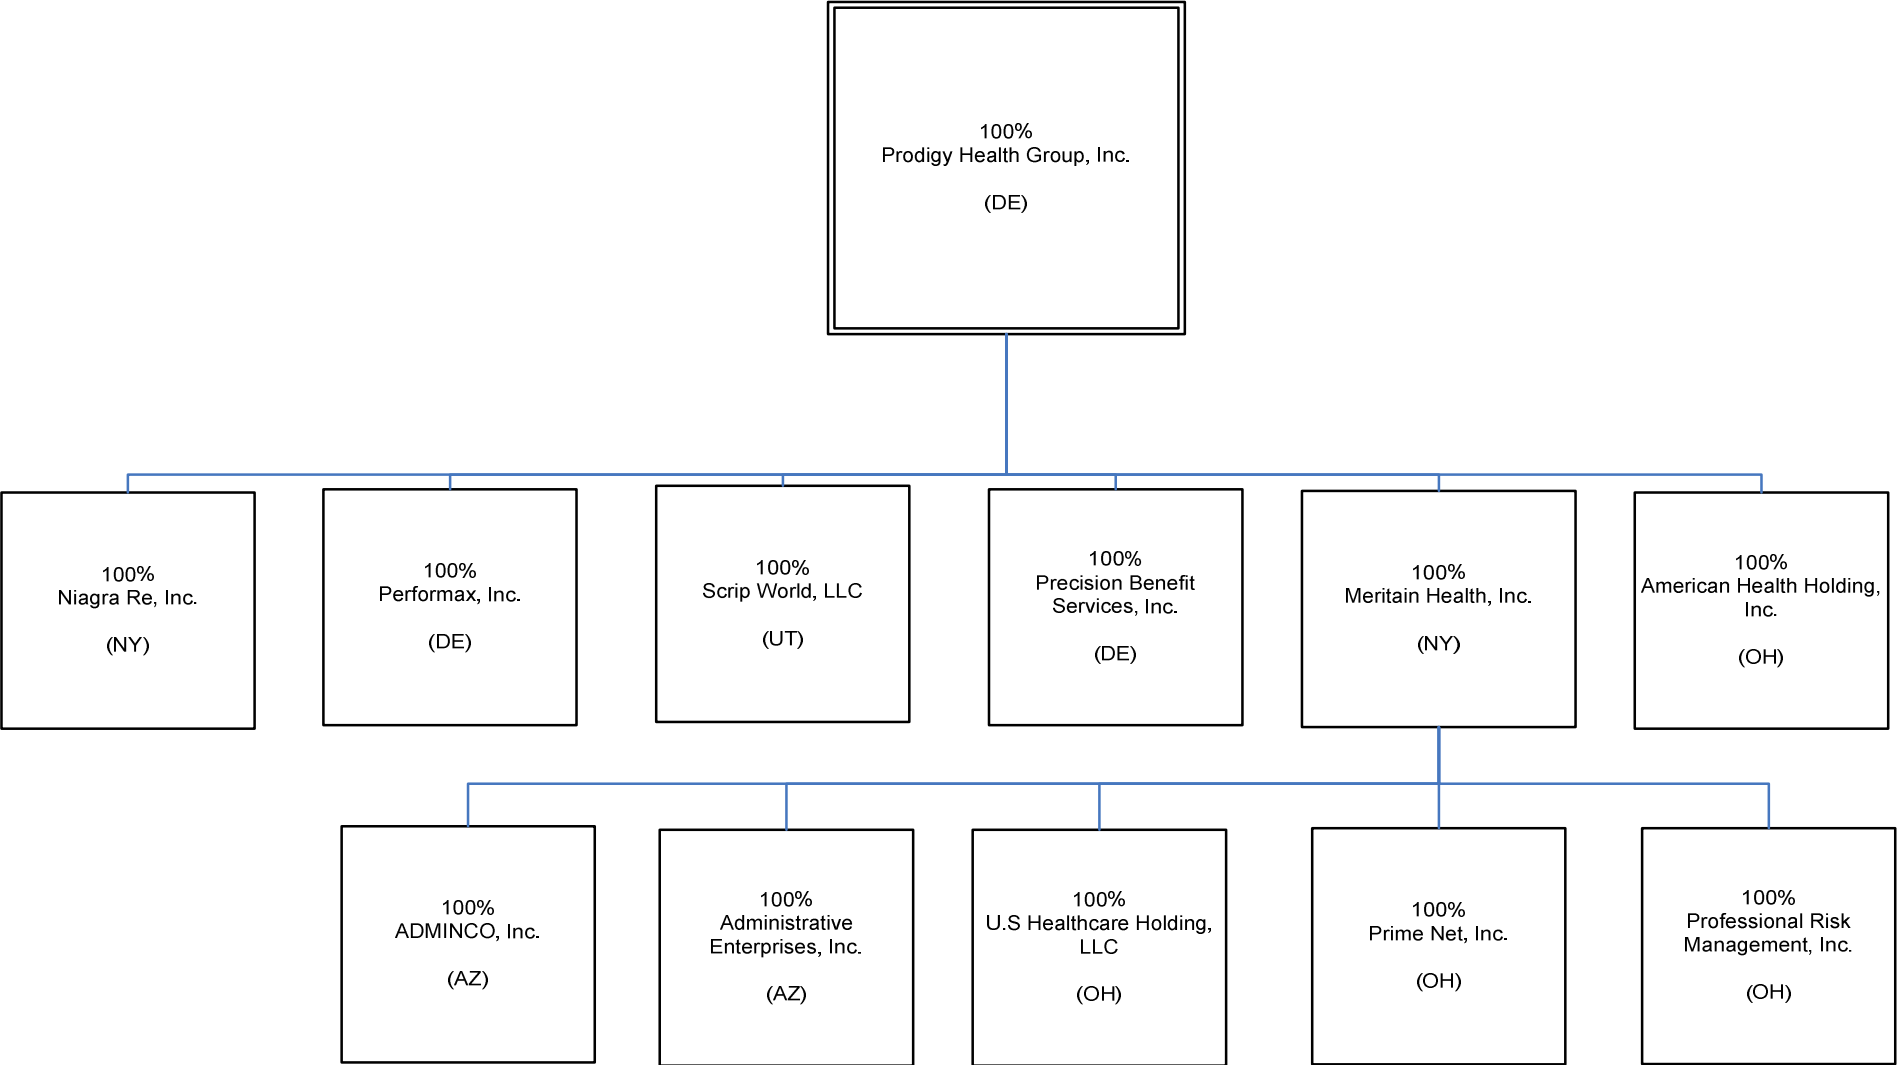 100%
Prodigy Health Group, Inc.
(DE)
100%
Niagra Re, Inc.
(NY)
100%
Performax, Inc.
(DE)
100%
Scrip World, LLC
(UT)
100%
Precision Benefit
Services, Inc.
(DE)
100%
Meritain Health, Inc.
(NY)
100%
American Health Holding,
Inc.
(OH)
100%
ADMINCO, Inc.
(AZ)
100%
Administrative
Enterprises, Inc.
(AZ)
100%
U.S Healthcare Holding,
LLC
(OH)
100%
Prime Net, Inc.
(OH)
100%
Professional Risk
Management, Inc.
(OH)